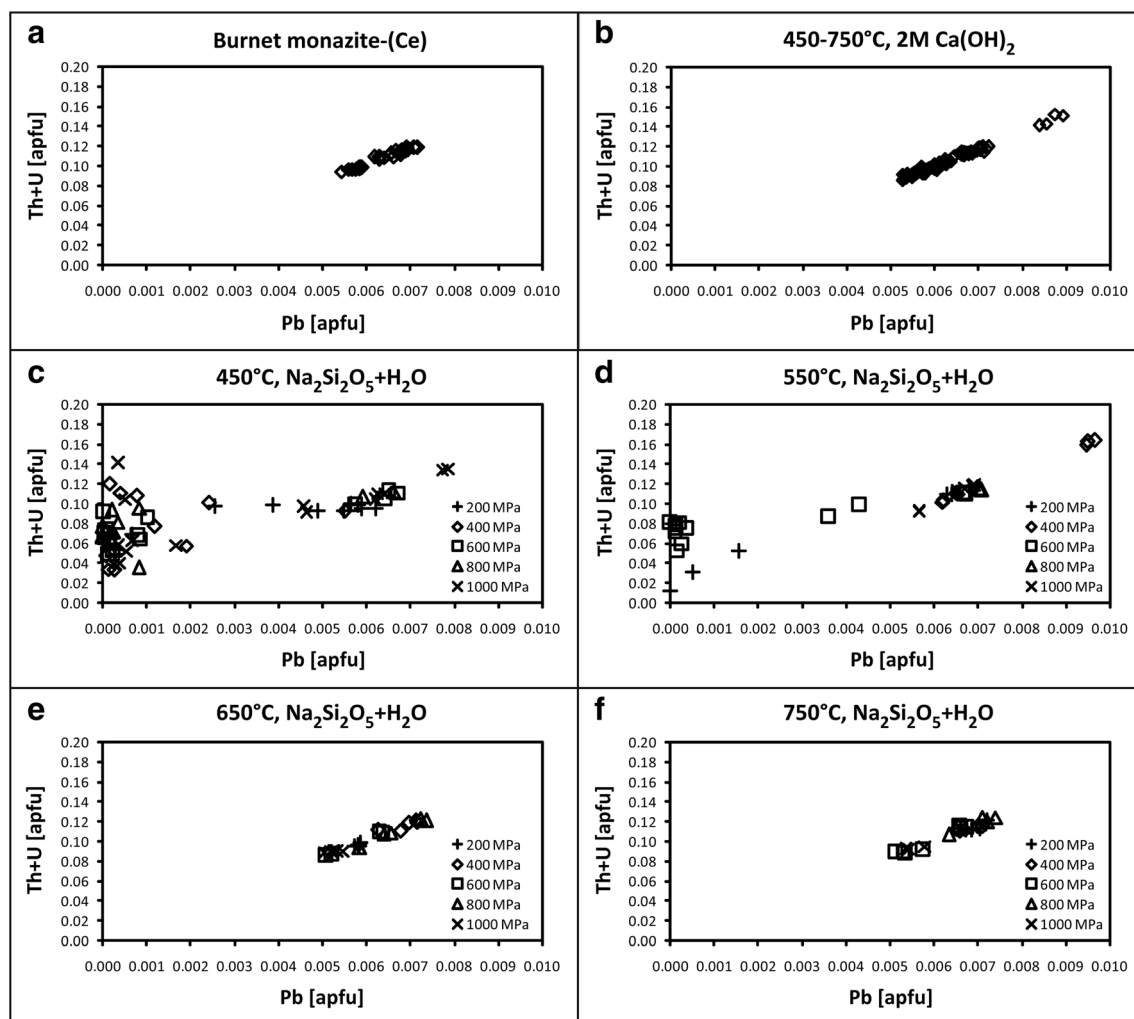 a
Burnet monazite-(Ce)
0.20
0.18
0.16
0.14
0.12
0.10
0.08
0.06
0.04
0.02
0.00
Th+U [apfu]
0.000 0.001 0.002 0.003 0.004 0.005 0.006 0.007 0.008 0.009 0.010
Pb [apfu]
b
450-750°C, 2M Ca(OH)₂
0.20
0.18
0.16
0.14
0.12
0.10
0.08
0.06
0.04
0.02
0.00
Th+U [apfu]
0.000 0.001 0.002 0.003 0.004 0.005 0.006 0.007 0.008 0.009 0.010
Pb [apfu]
c
450°C, Na₂Si₂O₅+H₂O
0.20
0.18
0.16
0.14
0.12
0.10
0.08
0.06
0.04
0.02
0.00
Th+U [apfu]
200 MPa
400 MPa
600 MPa
800 MPa
1000 MPa
0.000 0.001 0.002 0.003 0.004 0.005 0.006 0.007 0.008 0.009 0.010
Pb [apfu]
d
550°C, Na₂Si₂O₅+H₂O
0.20
0.18
0.16
0.14
0.12
0.10
0.08
0.06
0.04
0.02
0.00
Th+U [apfu]
200 MPa
400 MPa
600 MPa
800 MPa
1000 MPa
0.000 0.001 0.002 0.003 0.004 0.005 0.006 0.007 0.008 0.009 0.010
Pb [apfu]
e
650°C, Na₂Si₂O₅+H₂O
0.20
0.18
0.16
0.14
0.12
0.10
0.08
0.06
0.04
0.02
0.00
Th+U [apfu]
200 MPa
400 MPa
600 MPa
800 MPa
1000 MPa
0.000 0.001 0.002 0.003 0.004 0.005 0.006 0.007 0.008 0.009 0.010
Pb [apfu]
f
750°C, Na₂Si₂O₅+H₂O
0.20
0.18
0.16
0.14
0.12
0.10
0.08
0.06
0.04
0.02
0.00
Th+U [apfu]
200 MPa
400 MPa
600 MPa
800 MPa
1000 MPa
0.000 0.001 0.002 0.003 0.004 0.005 0.006 0.007 0.008 0.009 0.010
Pb [apfu]